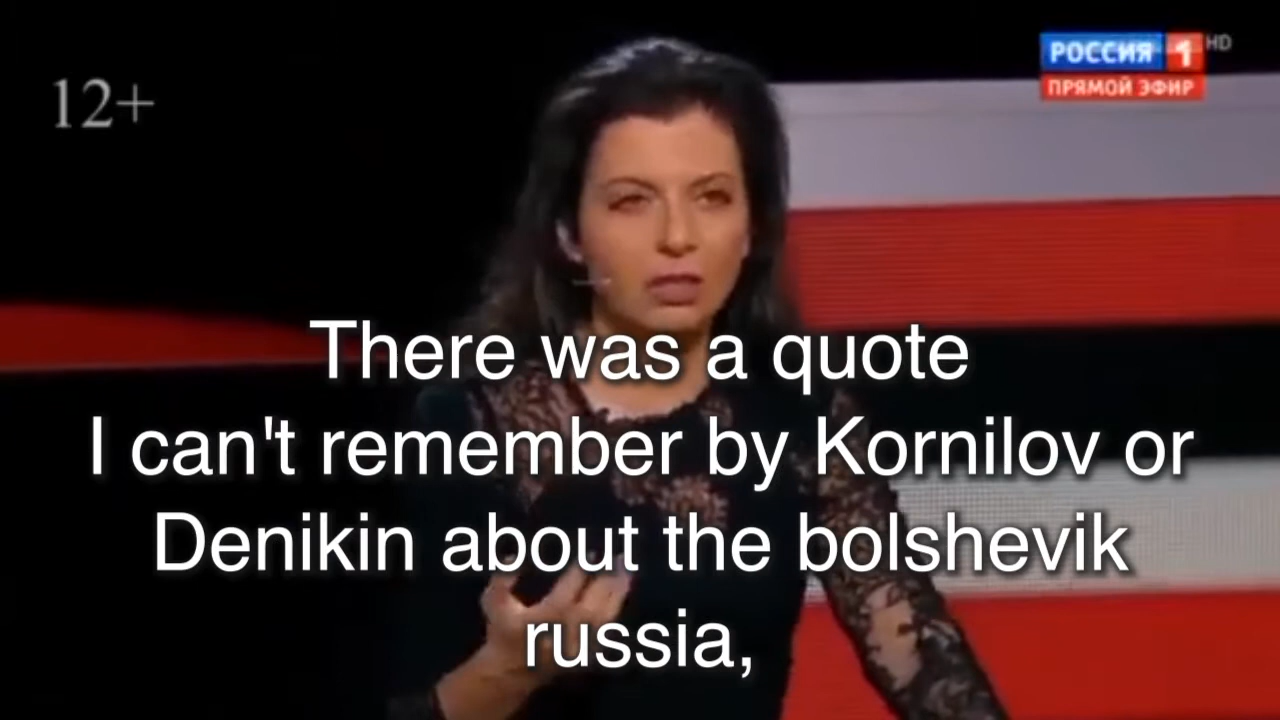 12+
РОССИЯ 1 HD
ПРЯМОЙ ЭФИР
There was a quote
I can't remember by Kornilov or
Denikin about the bolshevik
russia,